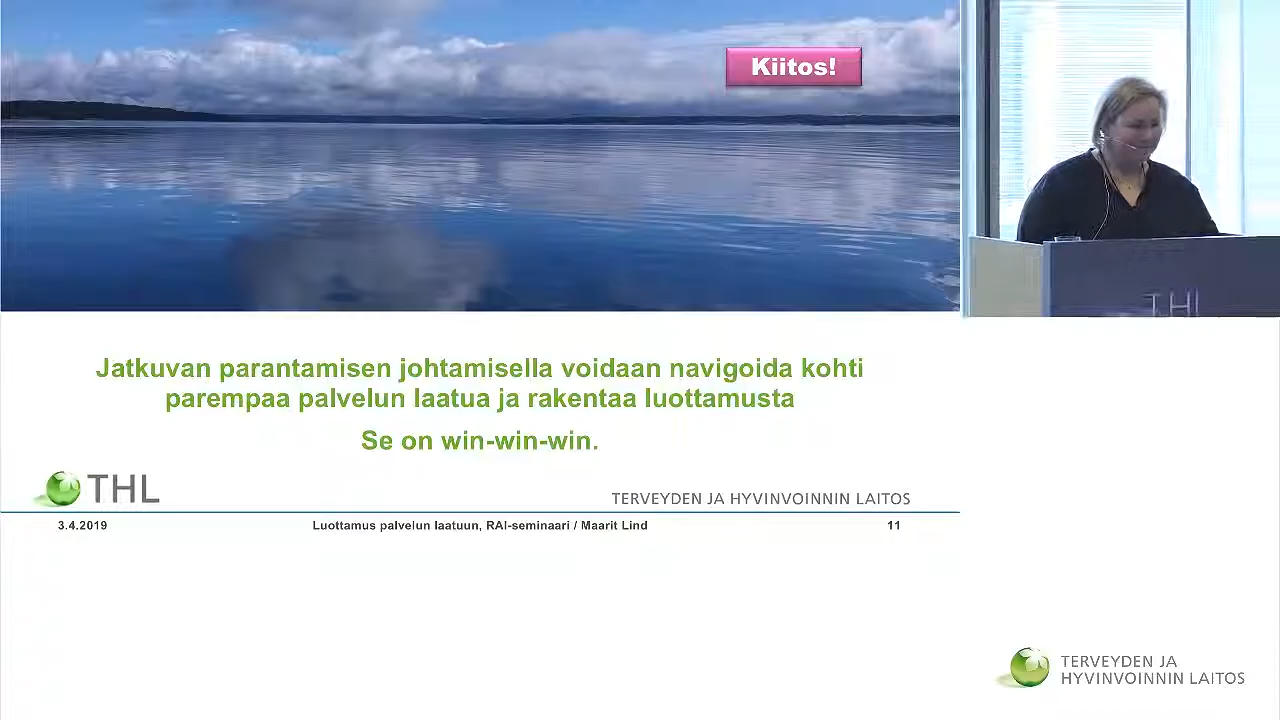 Kiitos!
THL
Jatkuvan parantamisen johtamisella voidaan navigoida kohti
parempaa palvelun laatua ja rakentaa luottamusta
Se on win-win-win.
THL
TERVEYDEN JA HYVINVOINNIN LAITOS
3.4.2019
Luottamus palvelun laatuun, RAI-seminaari / Maarit Lind
11
TERVEYDEN JA
HYVINVOINNIN LAITOS